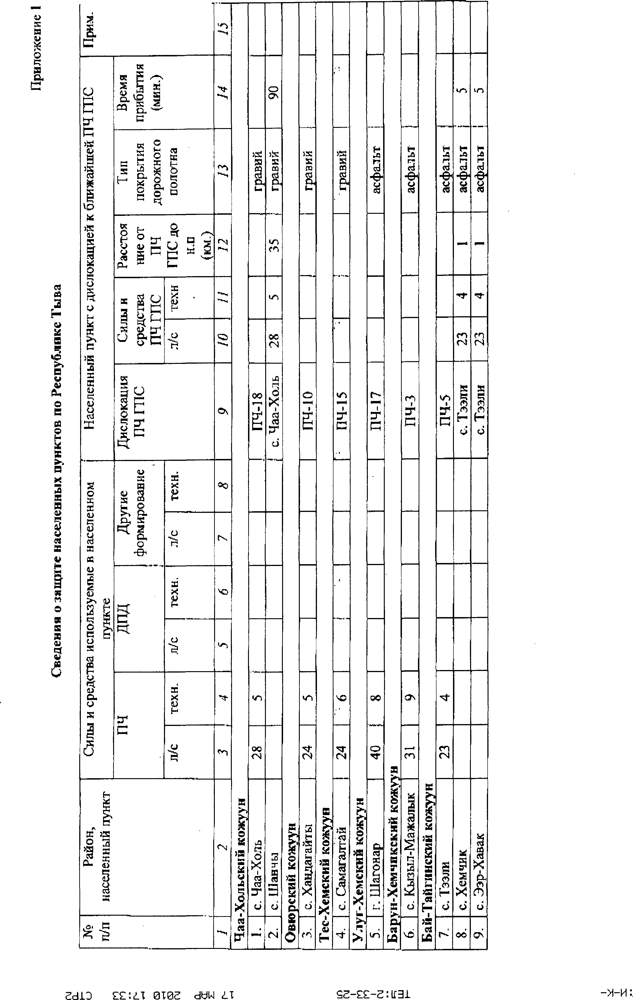 Приложение 1
Сведения о защите населенных пунктов по Республике Тыва
№ п/п | Район, населенный пункт | Силы и средства используемые в населенном пункте | Населенный пункт с дислокацией к ближайшей ПЧ ГПС | Прим.
ПЧ | ДПД | Другие формирование | Дислокация ПЧ ГПС | Силы и средства ПЧ ГПС | Расстоя ние от ПЧ ГПС до н.п (км.) | Тип покрытия дорожного полотна | Время прибытия (мин.)
л/с | техн. | л/с | техн. | л/с | техн. | л/с | техн
1 | 2 | 3 | 4 | 5 | 6 | 7 | 8 | 9 | 10 | 11 | 12 | 13 | 14 | 15
Чаа-Хольский кожуун
1. | с. Чаа-Холь | 28 | 5 | ПЧ-18 | гравий
2. | с. Шанчы | с. Чаа-Холь | 28 | 5 | 35 | гравий | 90
Овюрский кожуун
3. | с. Хандагайты | 24 | 5 | ПЧ-10 | гравий
Тес-Хемский кожуун
4. | с. Самагалтай | 24 | 6 | ПЧ-15 | гравий
Улуг-Хемский кожуун
5. | г. Шагонар | 40 | 8 | ПЧ-17 | асфальт
Барун-Хемчикский кожуун
6. | с. Кызыл-Мажалык | 31 | 9 | ПЧ-3 | асфальт
Бай-Тайгинский кожуун
7. | с. Тээли | 23 | 4 | ПЧ-5 | асфальт
8. | с. Хемчик | с. Тээли | 23 | 4 | 1 | асфальт | 5
9. | с. Ээр-Хавак | с. Тээли | 23 | 4 | 1 | асфальт | 5
17 МАР 2010 17:33 СТР2
ТЕЛ:2-33-25
:И-К-